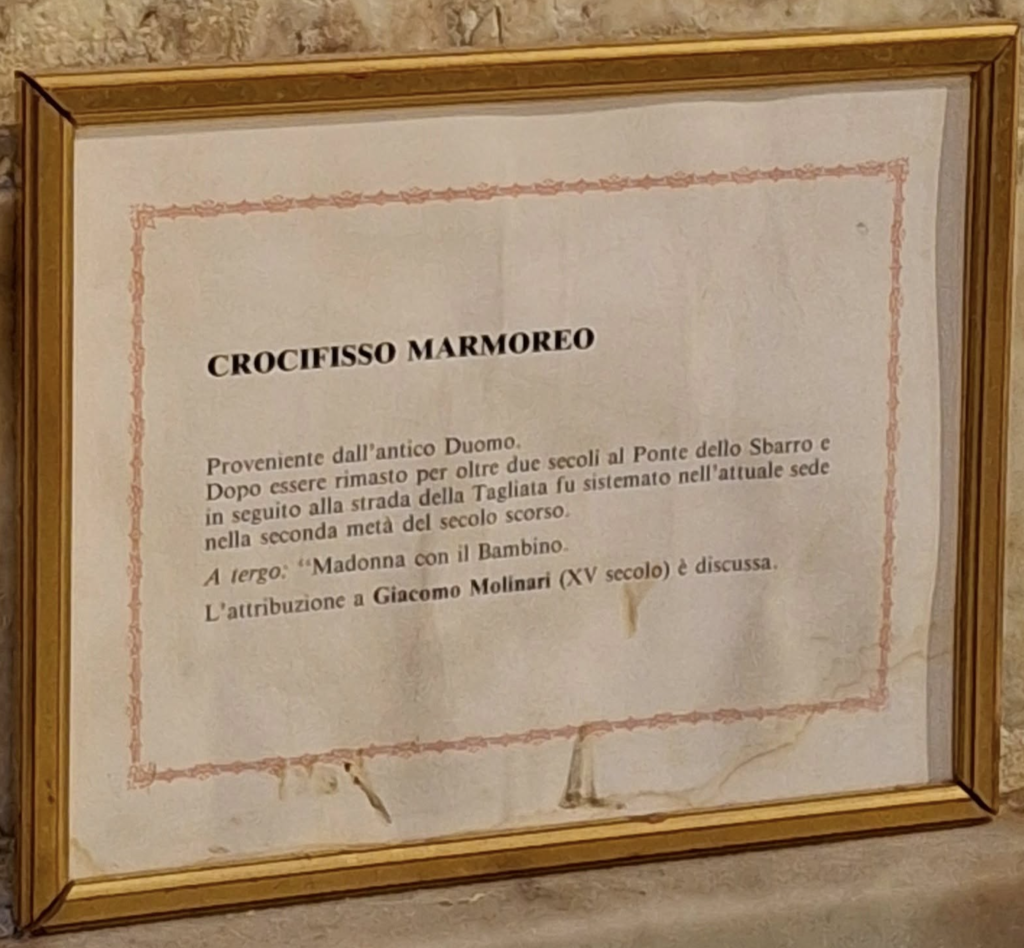 CROCIFISSO MARMOREO
Proveniente dall'antico Duomo.
Dopo essere rimasto per oltre due secoli al Ponte dello Sbarro e
in seguito alla strada della Tagliata fu sistemato nell'attuale sede
nella seconda metà del secolo scorso.
A tergo: “Madonna con il Bambino.
L'attribuzione a Giacomo Molinari (XV secolo) è discussa.